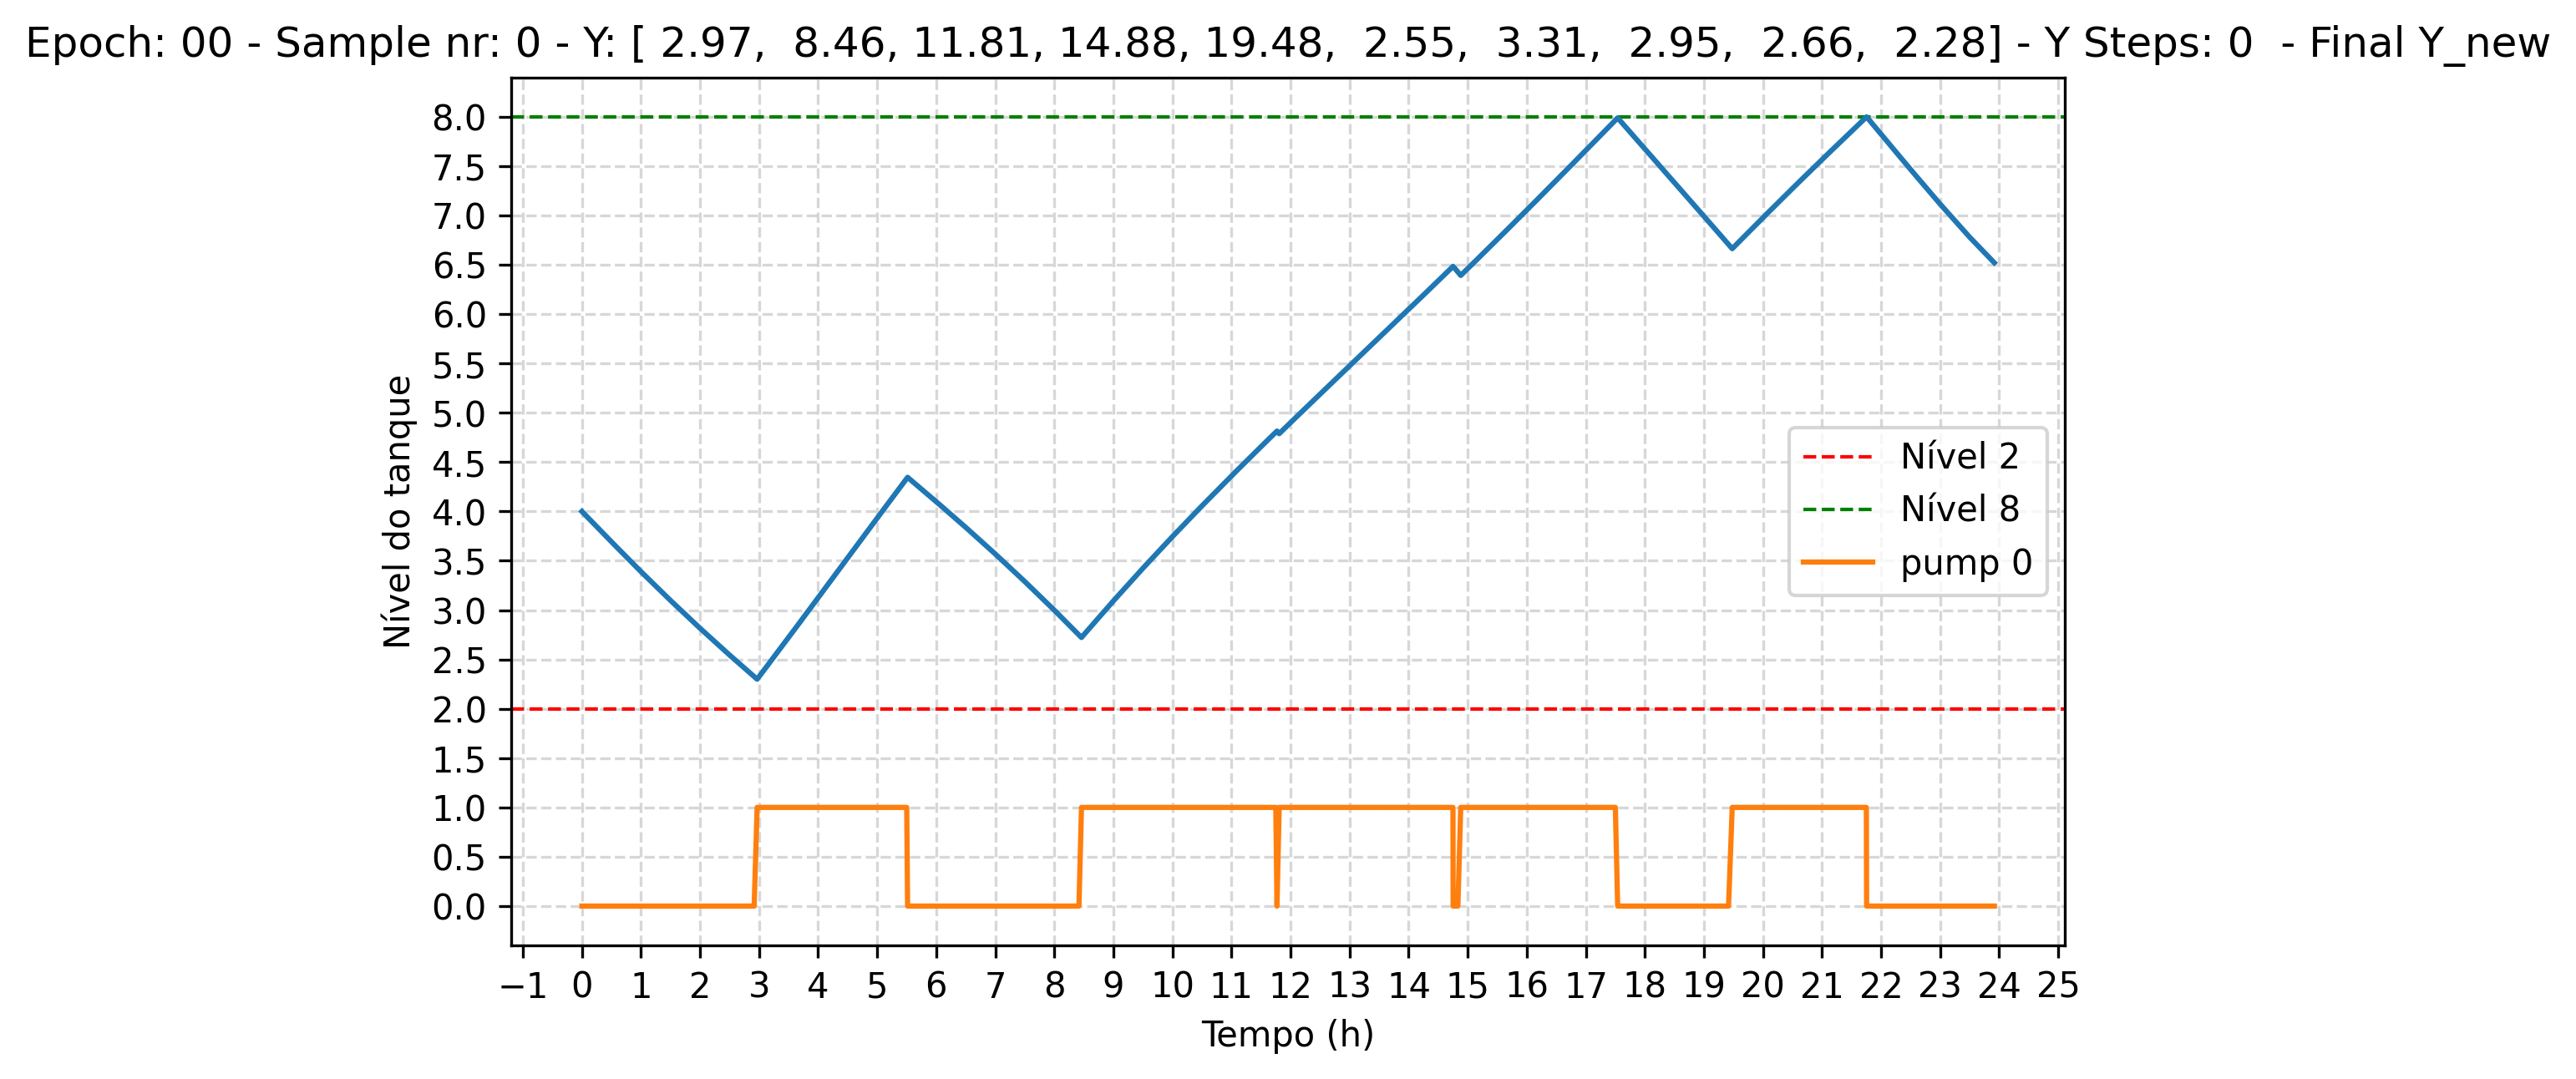 Epoch: 00 - Sample nr: 0 - Y: [ 2.97,  8.46, 11.81, 14.88, 19.48,  2.55,  3.31,  2.95,  2.66,  2.28] - Y Steps: 0  - Final Y_new
8.0
7.5
7.0
6.5
6.0
5.5
5.0
4.5
4.0
3.5
3.0
2.5
2.0
1.5
1.0
0.5
0.0
Nível do tanque
Nível 2
Nível 8
pump 0
−1 0 1 2 3 4 5 6 7 8 9 10 11 12 13 14 15 16 17 18 19 20 21 22 23 24 25
Tempo (h)